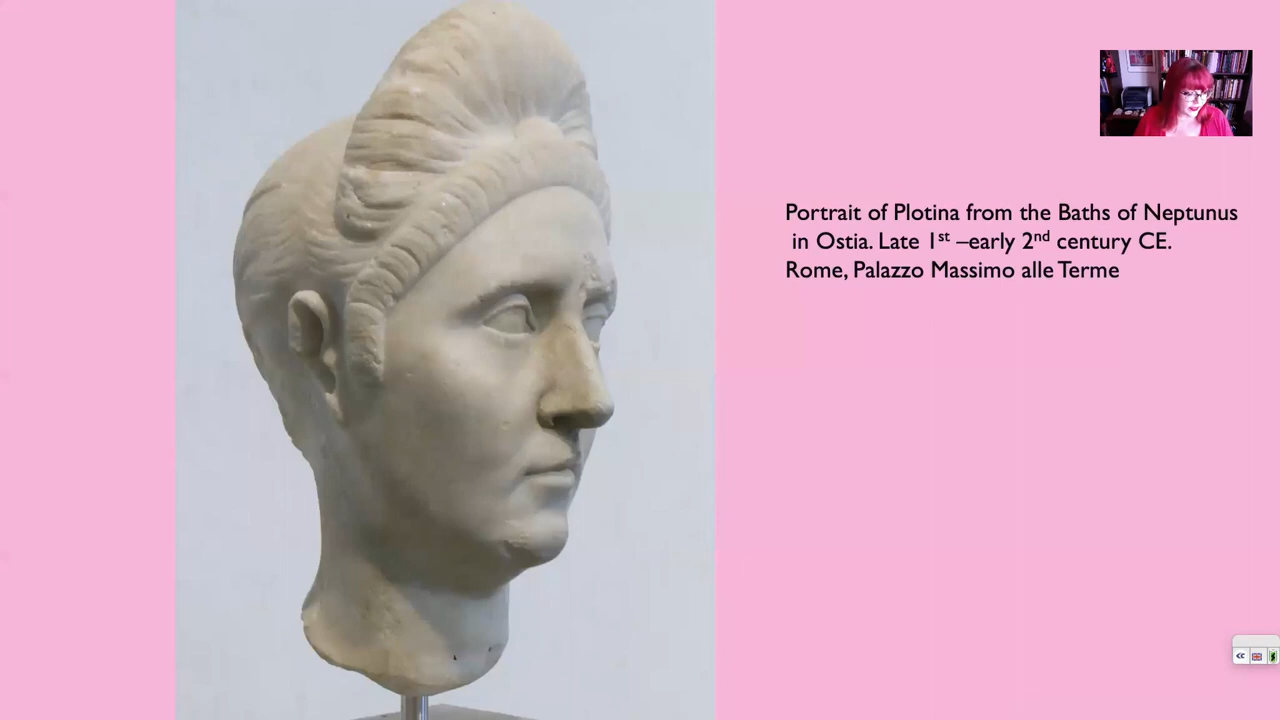 Portrait of Plotina from the Baths of Neptunus
in Ostia. Late 1st –early 2nd century CE.
Rome, Palazzo Massimo alle Terme